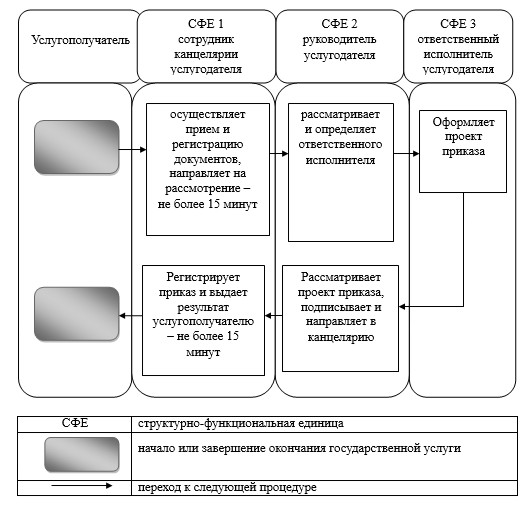 Услугополучатель
СФЕ 1
сотрудник
канцелярии
услугодателя
СФЕ 2
руководитель
услугодателя
СФЕ 3
ответственный
исполнитель
услугодателя
осуществляет
прием и
регистрацию
документов,
направляет на
рассмотрение –
не более 15 минут
рассматривает
и определяет
ответственного
исполнителя
Оформляет
проект
приказа
Регистрирует
приказ и выдает
результат
услугополучателю
– не более 15
минут
Рассматривает
проект приказа,
подписывает и
направляет в
канцелярию
СФЕ
структурно-функциональная единица
начало или завершение окончания государственной услуги
переход к следующей процедуре